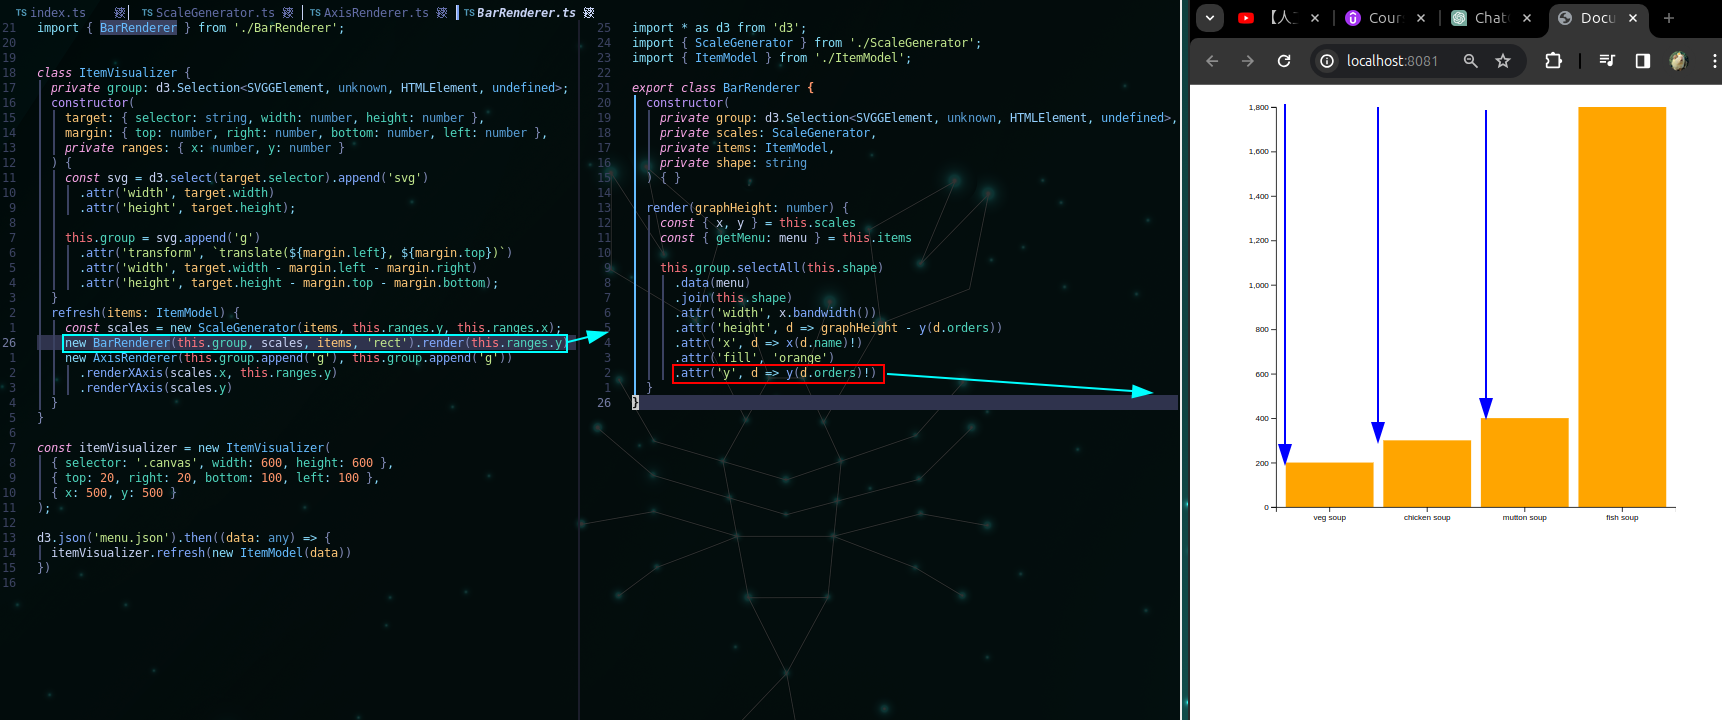 TS index.ts
TS ScaleGenerator.ts
TS AxisRenderer.ts
TS BarRenderer.ts
21 import { BarRenderer } from './BarRenderer';
20
19
18 class ItemVisualizer {
17 private group: d3.Selection<SVGGElement, unknown, HTMLElement, undefined>;
16 constructor(
15 target: { selector: string, width: number, height: number },
14 margin: { top: number, right: number, bottom: number, left: number },
13 private ranges: { x: number, y: number }
12 ) {
11 const svg = d3.select(target.selector).append('svg')
10 .attr('width', target.width)
9 .attr('height', target.height);
8
7 this.group = svg.append('g')
6 .attr('transform', `translate(${margin.left}, ${margin.top})`)
5 .attr('width', target.width - margin.left - margin.right)
4 .attr('height', target.height - margin.top - margin.bottom);
3 }
2 refresh(items: ItemModel) {
1 const scales = new ScaleGenerator(items, this.ranges.y, this.ranges.x);
26 new BarRenderer(this.group, scales, items, 'rect').render(this.ranges.y)
1 new AxisRenderer(this.group.append('g'), this.group.append('g'))
2 .renderXAxis(scales.x, this.ranges.y)
3 .renderYAxis(scales.y)
4 }
5 }
6
7 const itemVisualizer = new ItemVisualizer(
8 { selector: '.canvas', width: 600, height: 600 },
9 { top: 20, right: 20, bottom: 100, left: 100 },
10 { x: 500, y: 500 }
11 );
12
13 d3.json('menu.json').then((data: any) => {
14 itemVisualizer.refresh(new ItemModel(data))
15 })
16
25 import * as d3 from 'd3';
24 import { ScaleGenerator } from './ScaleGenerator';
23 import { ItemModel } from './ItemModel';
22
21 export class BarRenderer {
20 constructor(
19 private group: d3.Selection<SVGGElement, unknown, HTMLElement, undefined>,
18 private scales: ScaleGenerator,
17 private items: ItemModel,
16 private shape: string
15 ) { }
14
13 render(graphHeight: number) {
12 const { x, y } = this.scales
11 const { getMenu: menu } = this.items
10
9 this.group.selectAll(this.shape)
8 .data(menu)
7 .join(this.shape)
6 .attr('width', x.bandwidth())
5 .attr('height', d => graphHeight - y(d.orders))
4 .attr('x', d => x(d.name)!)
3 .attr('fill', 'orange')
2 .attr('y', d => y(d.orders)!)
1 }
26 }
【人
Cour
Chat
Docu
localhost:8081
1,800
1,600
1,400
1,200
1,000
800
600
400
200
0
veg soup
chicken soup
mutton soup
fish soup